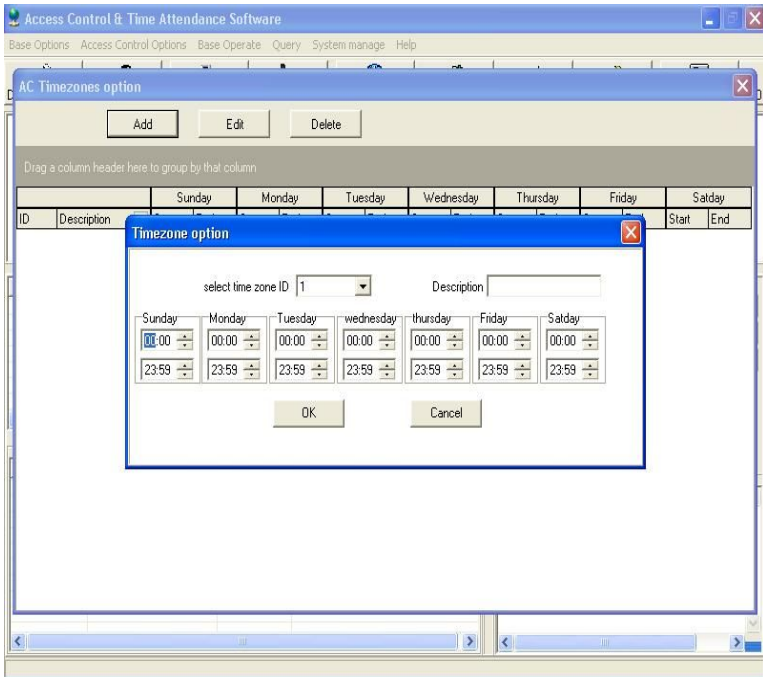 Access Control & Time Attendance Software
Base Options Access Control Options Base Operate Query System manage Help
AC Timezones option
Add Edit Delete
Drag a column header here to group by that column
Sunday Monday Tuesday Wednesday Thursday Friday Satday
ID Description Start End
Timezone option
select time zone ID 1 Description
Sunday Monday Tuesday wednesday thursday Friday Satday
00:00 00:00 00:00 00:00 00:00 00:00 00:00
23:59 23:59 23:59 23:59 23:59 23:59 23:59
OK Cancel